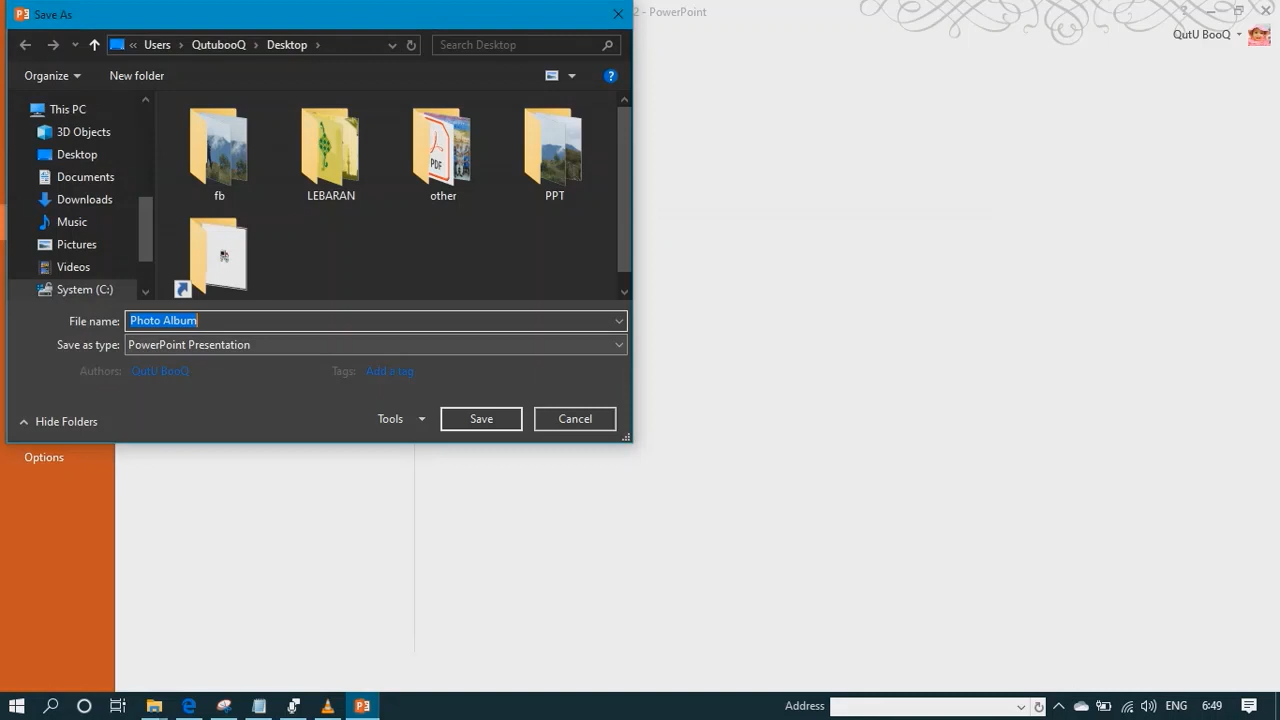 Save As
2 - PowerPoint
?
QutU BooQ
Users
QutubooQ
Desktop
Search Desktop
Organize
New folder
?
This PC
3D Objects
Desktop
Documents
Downloads
Music
Pictures
Videos
System (C:)
fb
LEBARAN
other
PDF
PPT
File name: Photo Album
Save as type: PowerPoint Presentation
Authors: QutU BooQ
Tags: Add a tag
Hide Folders
Tools
Save
Cancel
Options
Address
ENG
6:49